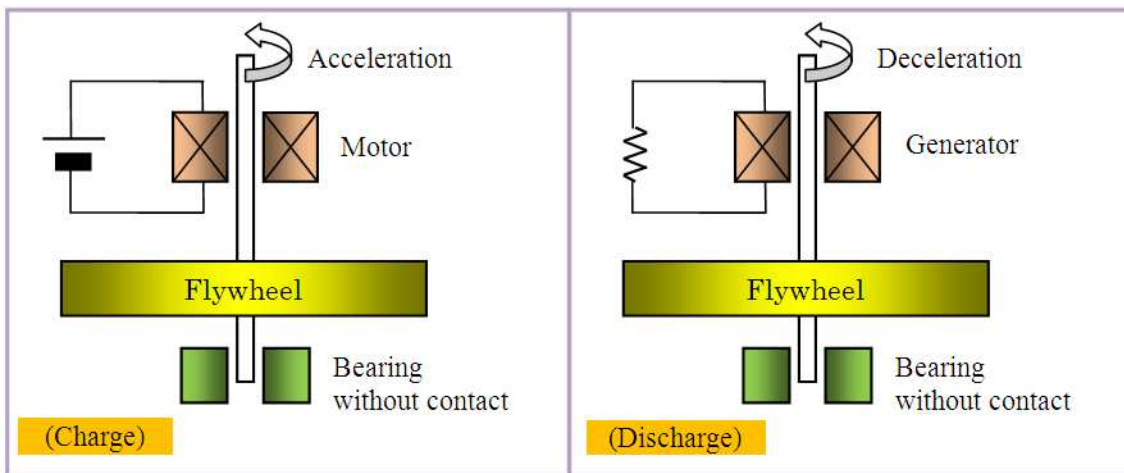 Acceleration
Motor
Flywheel
Bearing
without contact
(Charge)
Deceleration
Generator
Flywheel
Bearing
without contact
(Discharge)